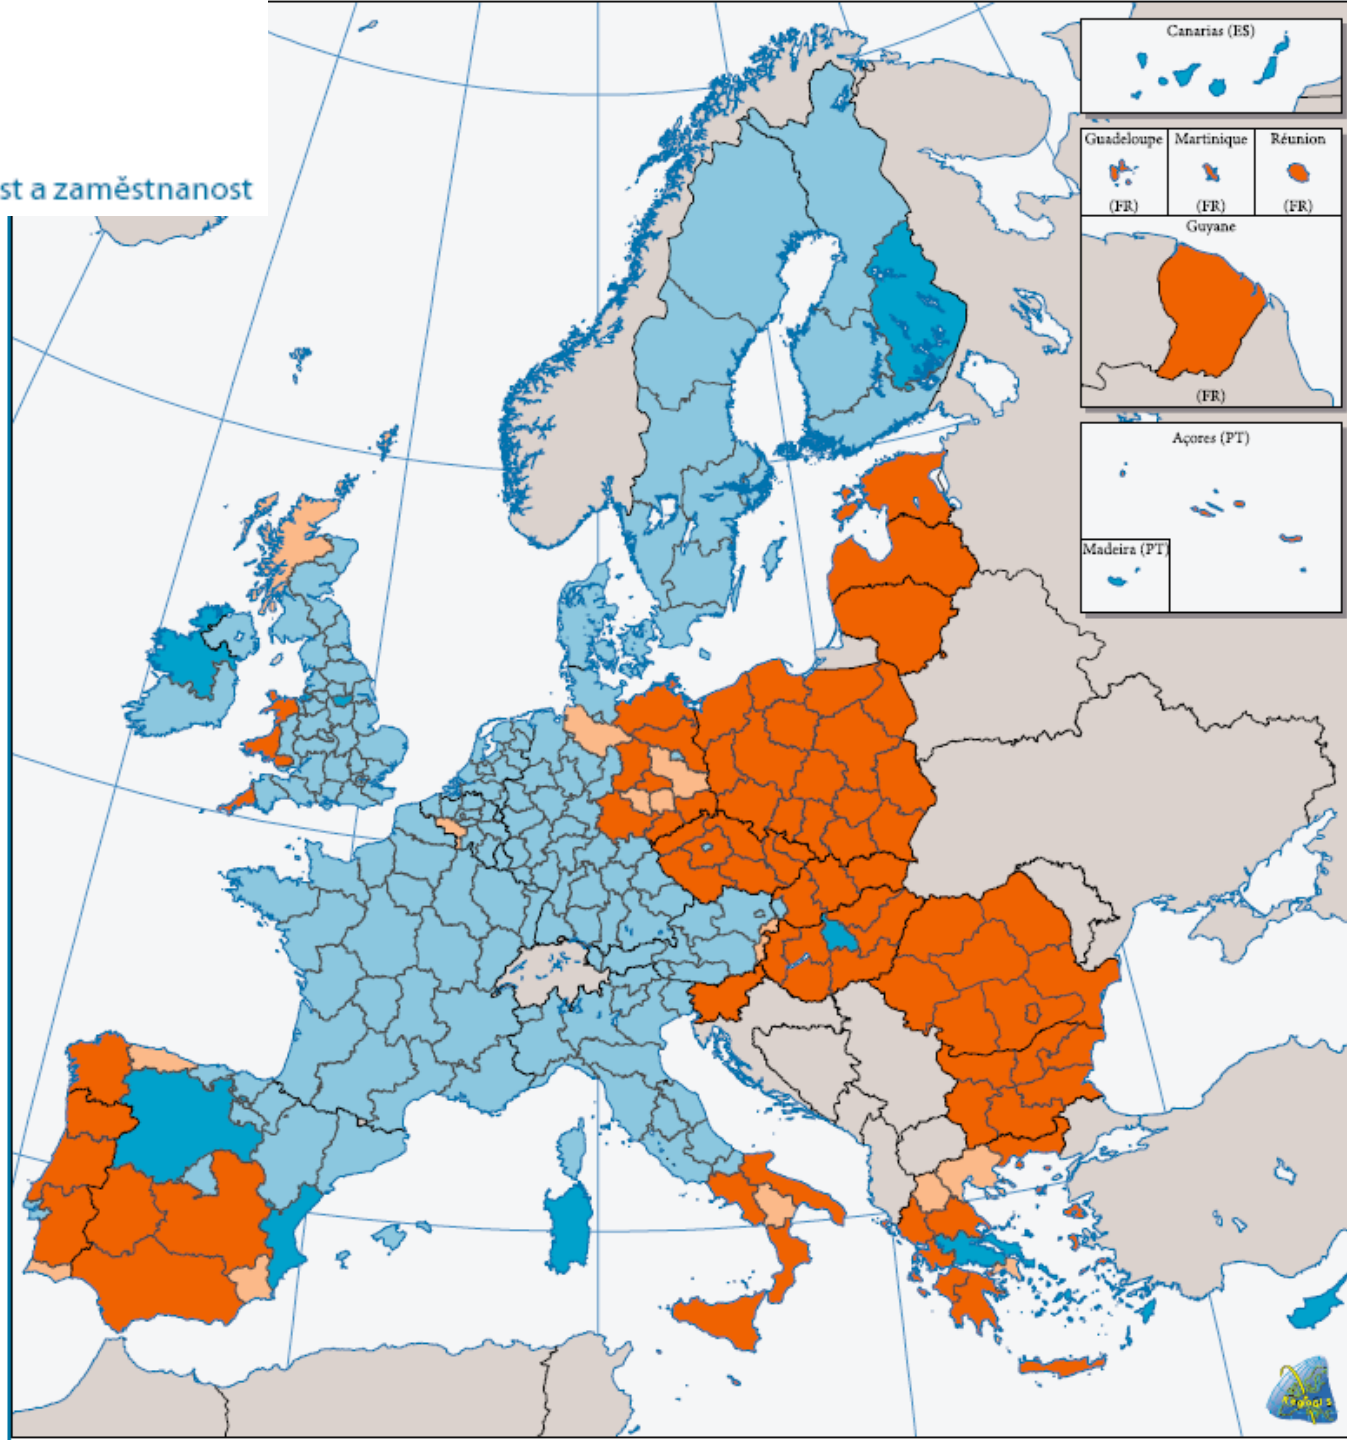 st a zaměstnanost
Canarias (ES)
Guadeloupe
(FR)
Martinique
(FR)
Réunion
(FR)
Guyane
(FR)
Açores (PT)
Madeira (PT)